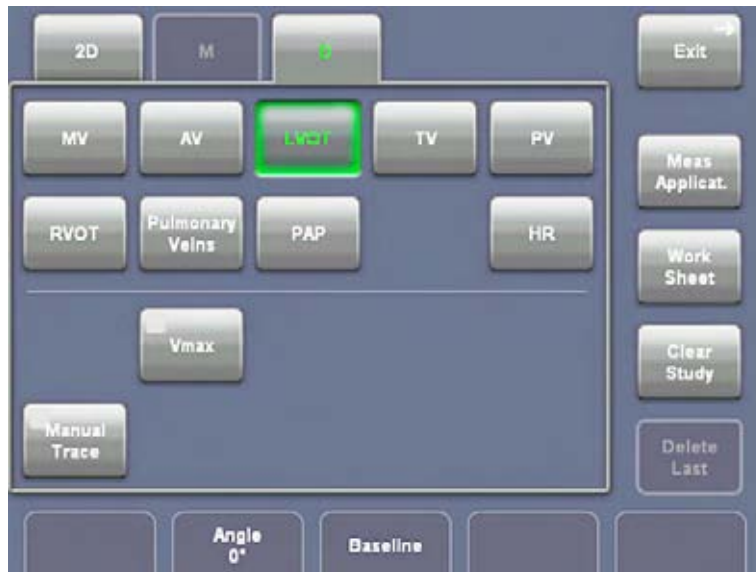 2D
M
D
Exit
MV
AV
LVOT
TV
PV
Meas
Applicat.
RVOT
Pulmonary
Veins
PAP
HR
Work
Sheet
Vmax
Clear
Study
Manual
Trace
Delete
Last
Angle
0°
Baseline